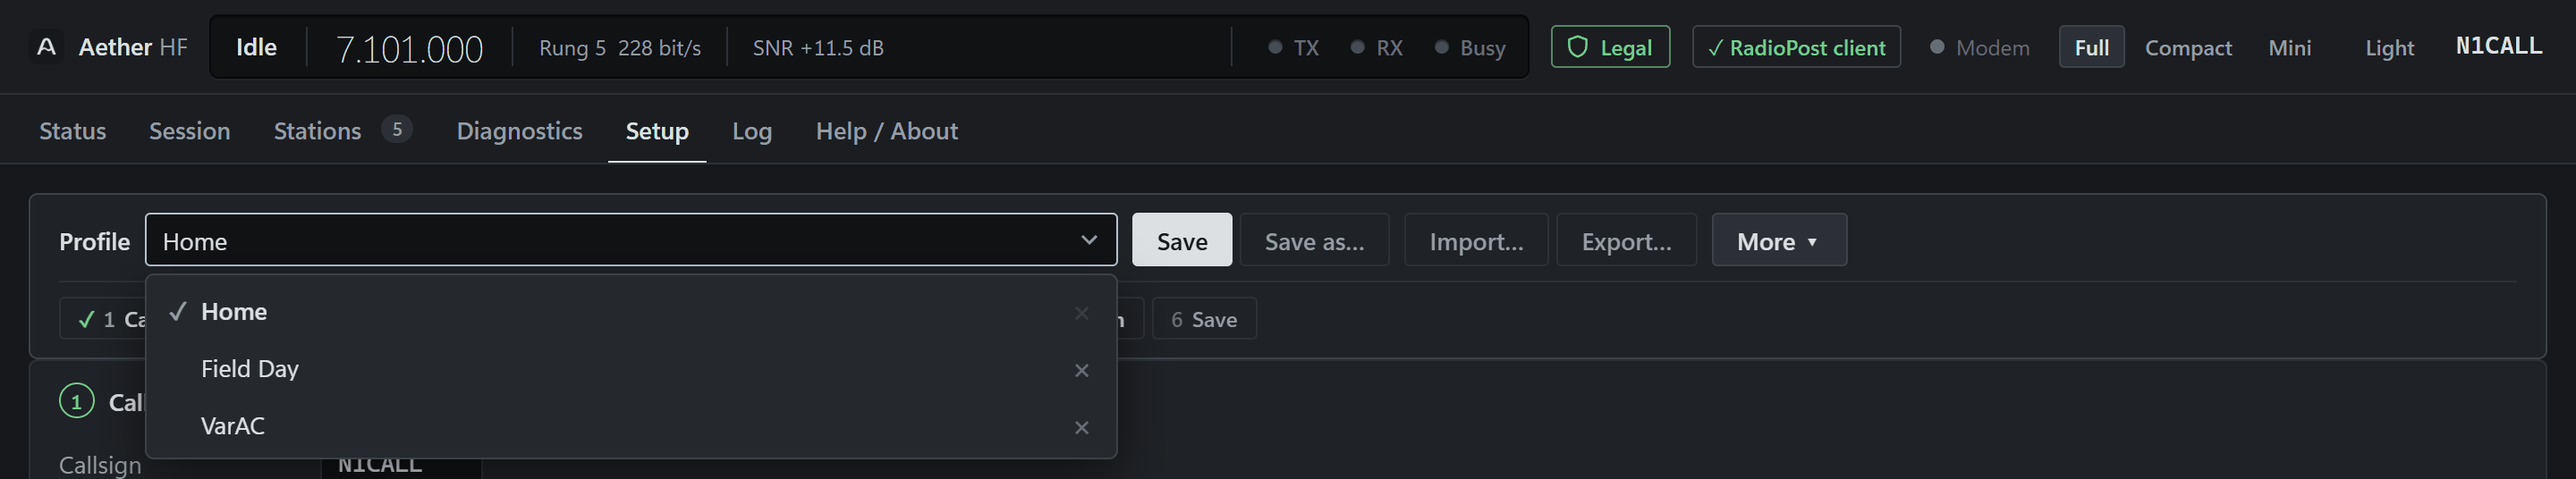 Aether HF Idle 7.101.000 Rung 5 228 bit/s SNR +11.5 dB TX RX Busy Legal ✓ RadioPost client Modem Full Compact Mini Light N1CALL
Status Session Stations 5 Diagnostics Setup Log Help / About
Profile Home Save Save as... Import... Export... More ▾
✓ Home ×
✓ 1 6 Save
Field Day ×
1
VarAC ×
Callsign N1CALL